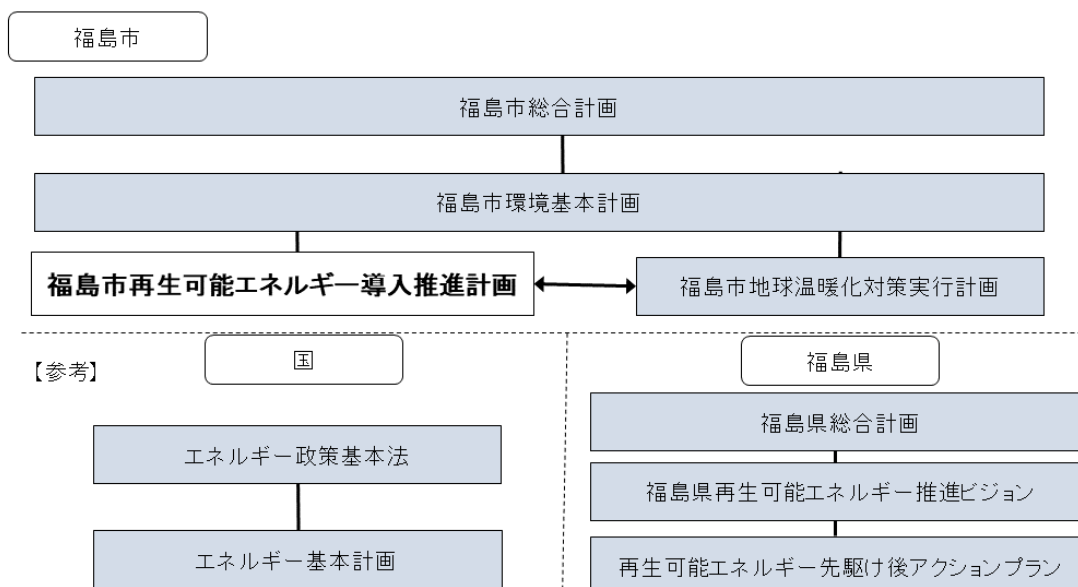 福島市
福島市総合計画
福島市環境基本計画
福島市再生可能エネルギー導入推進計画
福島市地球温暖化対策実行計画
【参考】
国
エネルギー政策基本法
エネルギー基本計画
福島県
福島県総合計画
福島県再生可能エネルギー推進ビジョン
再生可能エネルギー先駆け後アクションプラン